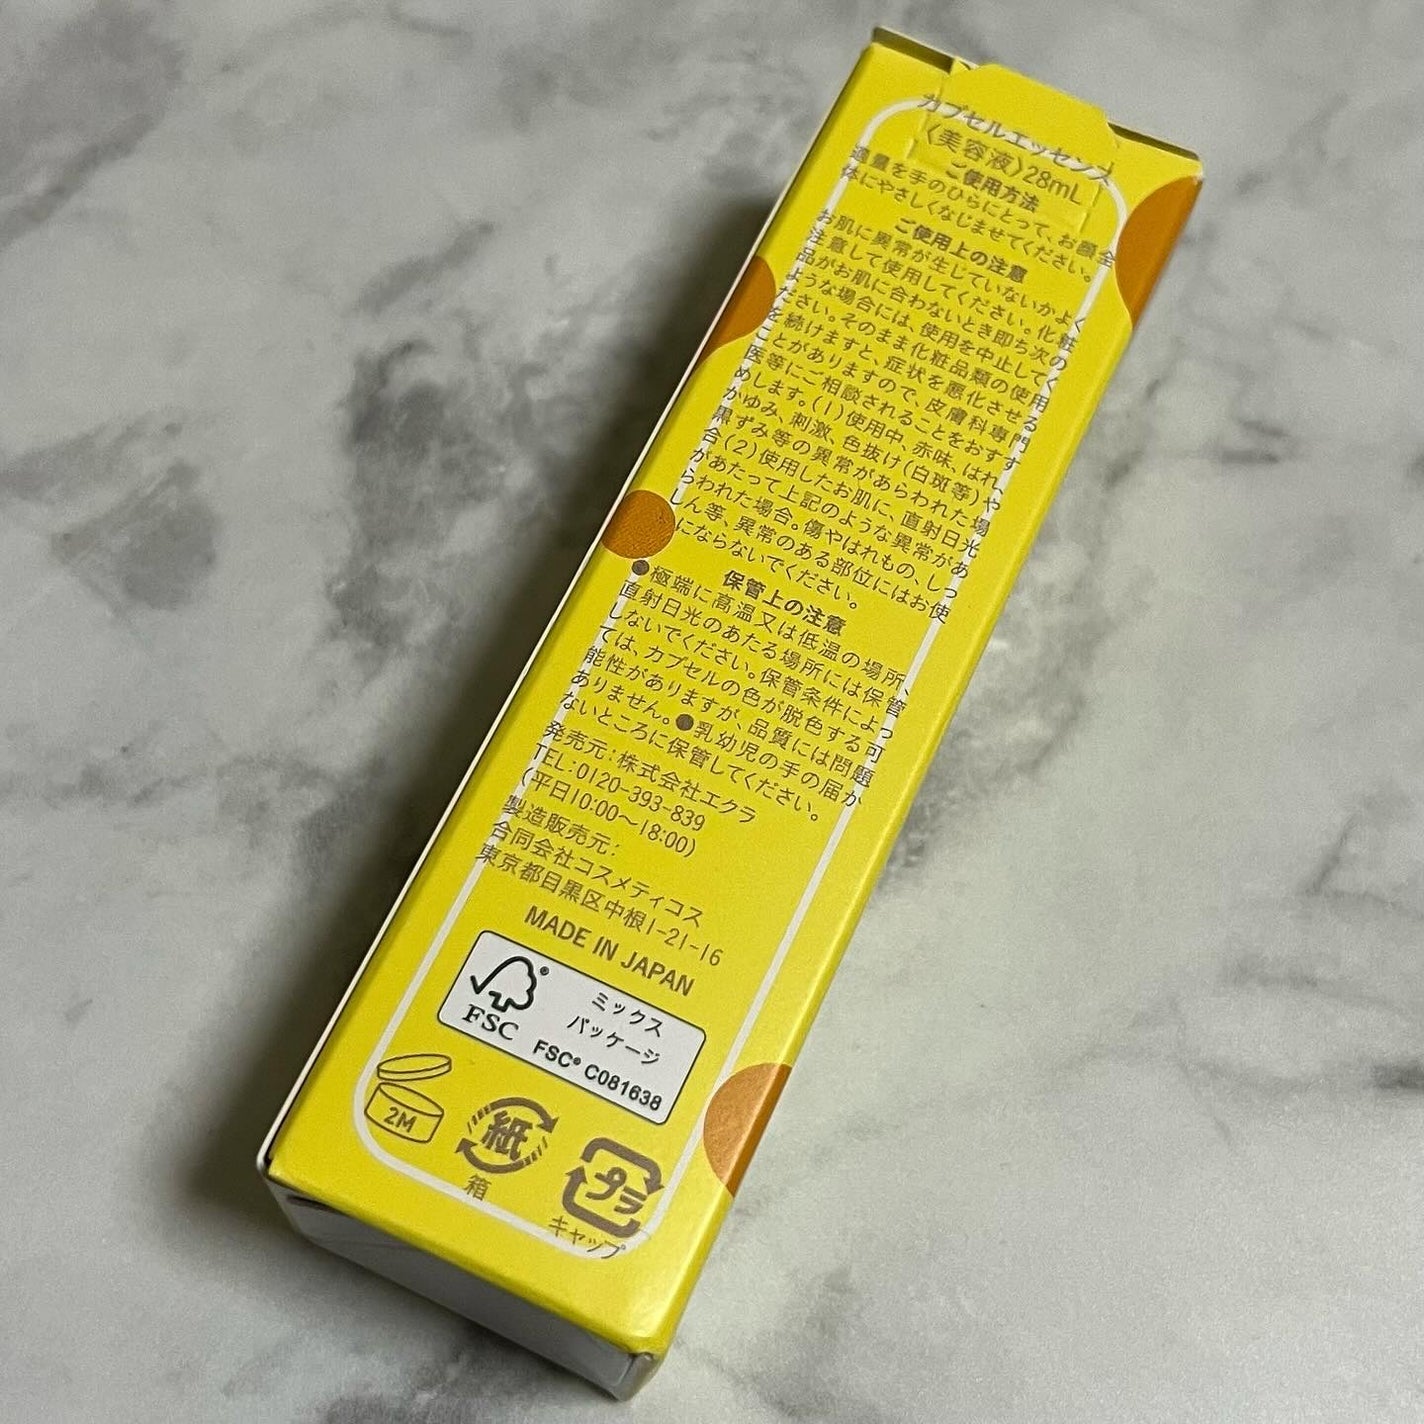 カプセルエッセンス
〈美容液〉28mL
ご使用方法
適量を手のひらにとって、お顔全
体にやさしくなじませてください。
ご使用上の注意
お肌に異常が生じていないかよく
注意して使用してください。化粧
品がお肌に合わないとき即ち次の
ような場合には、使用を中止してく
ださい。そのまま化粧品類の使用
を続けますと、症状を悪化させる
ことがありますので、皮膚科専門
医等にご相談されることをおすす
めします。(1)使用中、赤味、はれ、
かゆみ、刺激、色抜け(白斑等)や
黒ずみ等の異常があらわれた場
合(2)使用したお肌に、直射日光
があたって上記のような異常があ
らわれた場合。傷やはれもの、しっ
しん等、異常のある部位にはお使
いにならないでください。
保管上の注意
●極端に高温又は低温の場所、
直射日光のあたる場所には保管
しないでください。保管条件によっ
ては、カプセルの色が脱色する可
能性がありますが、品質には問題
ありません。●乳幼児の手の届か
ないところに保管してください。
発売元:株式会社エクラ
TEL:0120-393-839
(平日10:00～18:00)
製造販売元:
合同会社コスメティコス
東京都目黒区中根1-21-16
MADE IN JAPAN
FSC®
ミックス
パッケージ
FSC® C081638
2M
紙
箱
プラ
キャップ